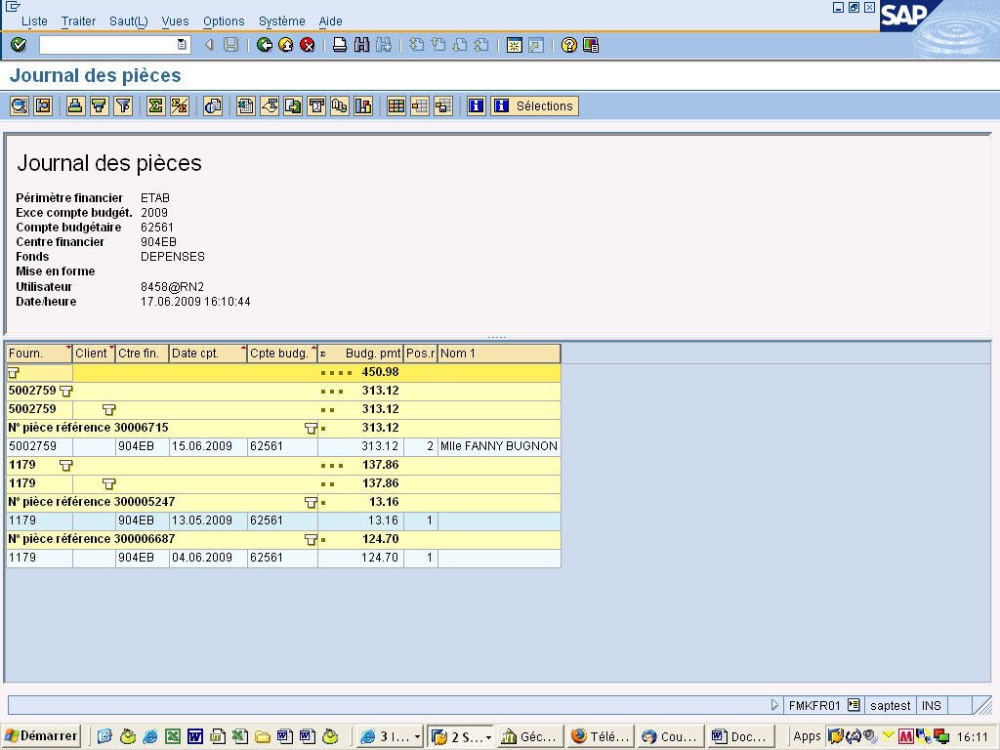 Liste Traiter Saut(L) Vues Options Système Aide
SAP
Journal des pièces
Sélections
Journal des pièces
Périmètre financier ETAB
Exce compte budgét. 2009
Compte budgétaire 62561
Centre financier 904EB
Fonds DEPENSES
Mise en forme
Utilisateur 8458@RN2
Date/heure 17.06.2009 16:10:44
Fourn. Client Ctre fin. Date cpt. Cpte budg. Σ Budg. pmt Pos.r Nom 1
450.98
5002759 313.12
5002759 313.12
N° pièce référence 30006715 313.12
5002759 904EB 15.06.2009 62561 313.12 2 Mlle FANNY BUGNON
1179 137.86
1179 137.86
N° pièce référence 300005247 13.16
1179 904EB 13.05.2009 62561 13.16 1
N° pièce référence 300006687 124.70
1179 904EB 04.06.2009 62561 124.70 1
FMKFR01 saptest INS
Démarrer 3 I... 2 S... Géc... Télé... Cou... Doc... Apps 16:11